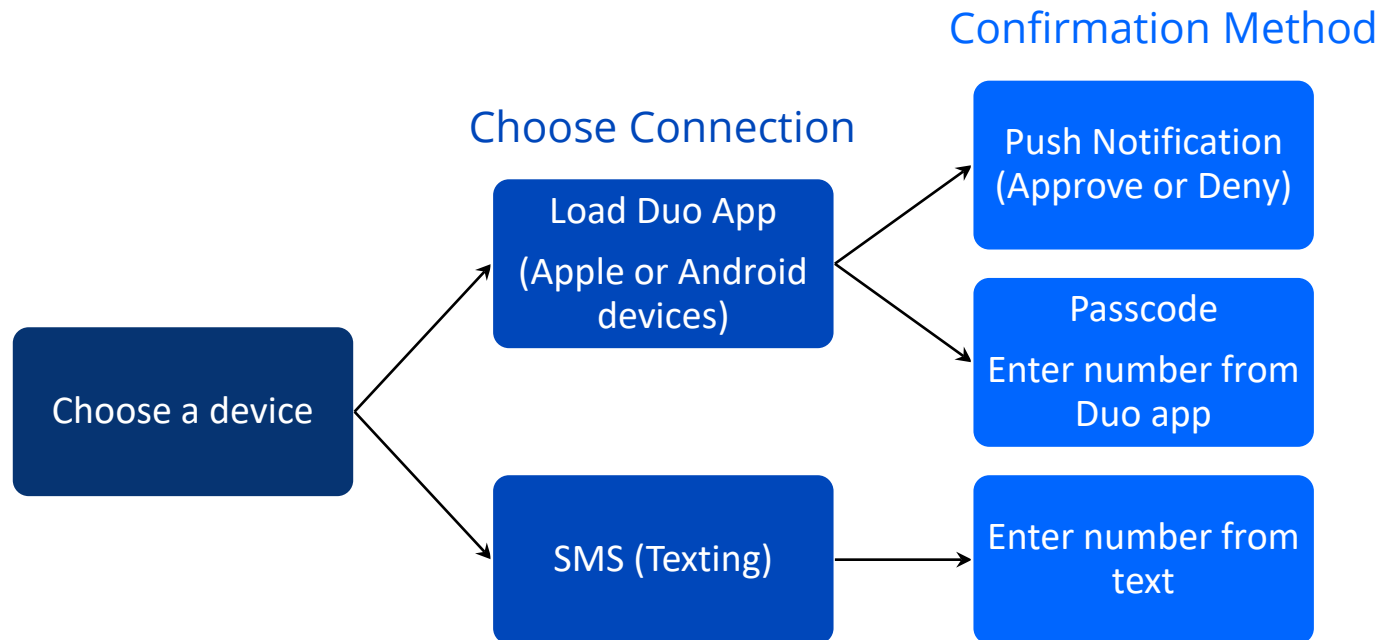 Confirmation Method
Choose Connection
Push Notification
(Approve or Deny)
Load Duo App
(Apple or Android
devices)
Passcode
Enter number from
Duo app
Choose a device
SMS (Texting)
Enter number from
text